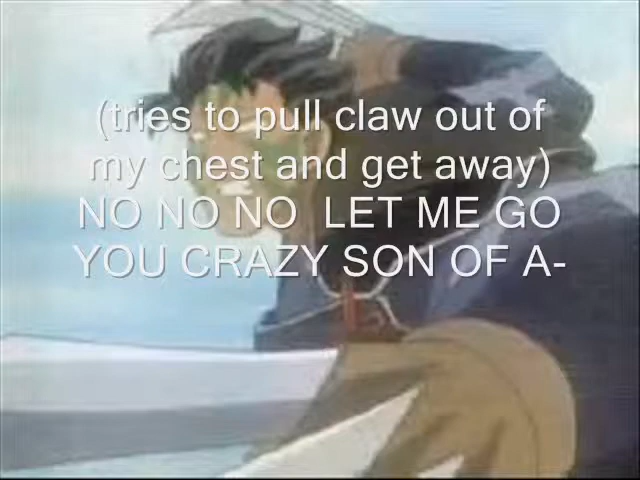 (tries to pull claw out of
my chest and get away)
NO NO NO  LET ME GO
YOU CRAZY SON OF A-